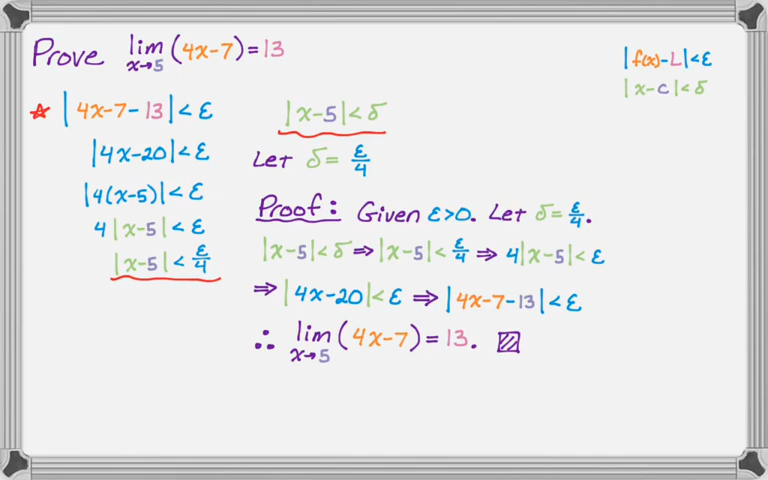 Prove lim x→5 (4x-7) = 13
|f(x)-L| < ε
|x-c| < δ
☆ |4x-7-13| < ε
|4x-20| < ε
|4(x-5)| < ε
4|x-5| < ε
|x-5| < ε/4
|x-5| < δ
Let δ = ε/4
Proof: Given ε>0. Let δ = ε/4.
|x-5| < δ ⇒ |x-5| < ε/4 ⇒ 4|x-5| < ε
⇒ |4x-20| < ε ⇒ |4x-7-13| < ε
∴ lim x→5 (4x-7) = 13. ▨